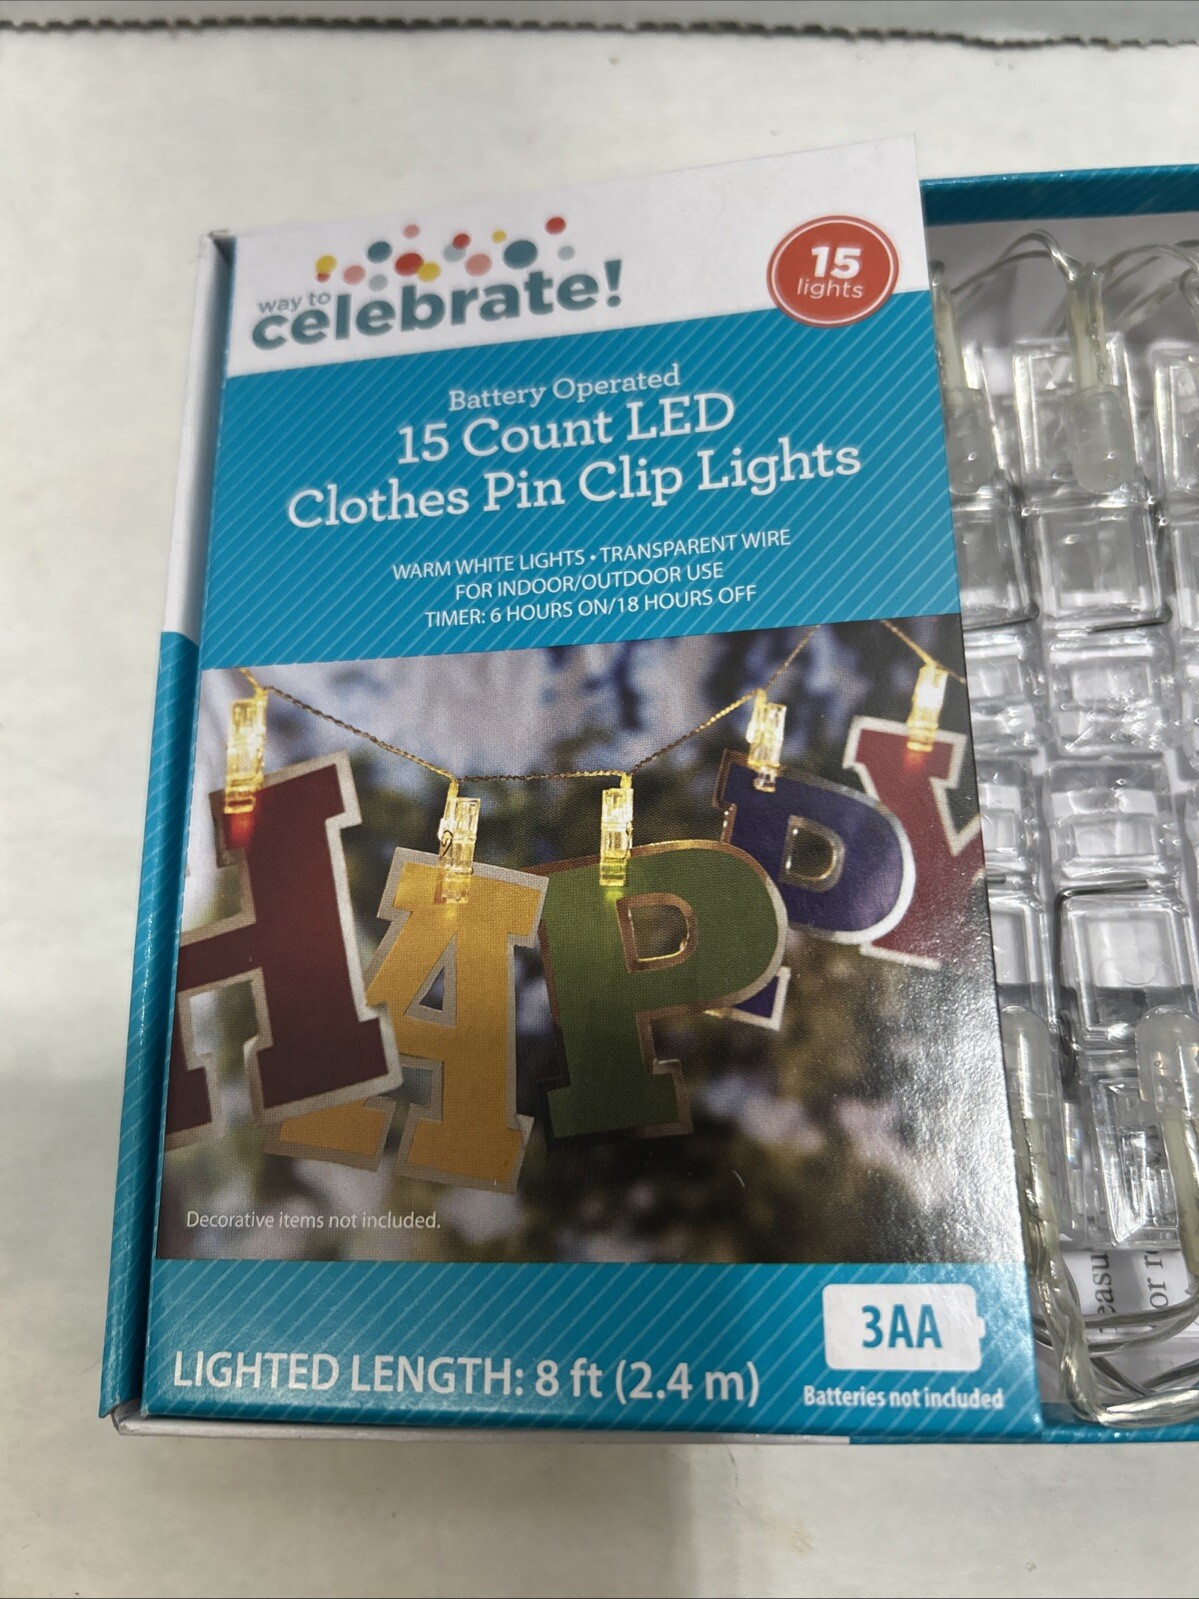 way to
celebrate!
15
lights
Battery Operated
15 Count LED
Clothes Pin Clip Lights
WARM WHITE LIGHTS • TRANSPARENT WIRE
FOR INDOOR/OUTDOOR USE
TIMER: 6 HOURS ON/18 HOURS OFF
HAPPY
Decorative items not included.
LIGHTED LENGTH: 8 ft (2.4 m)
3AA
Batteries not included